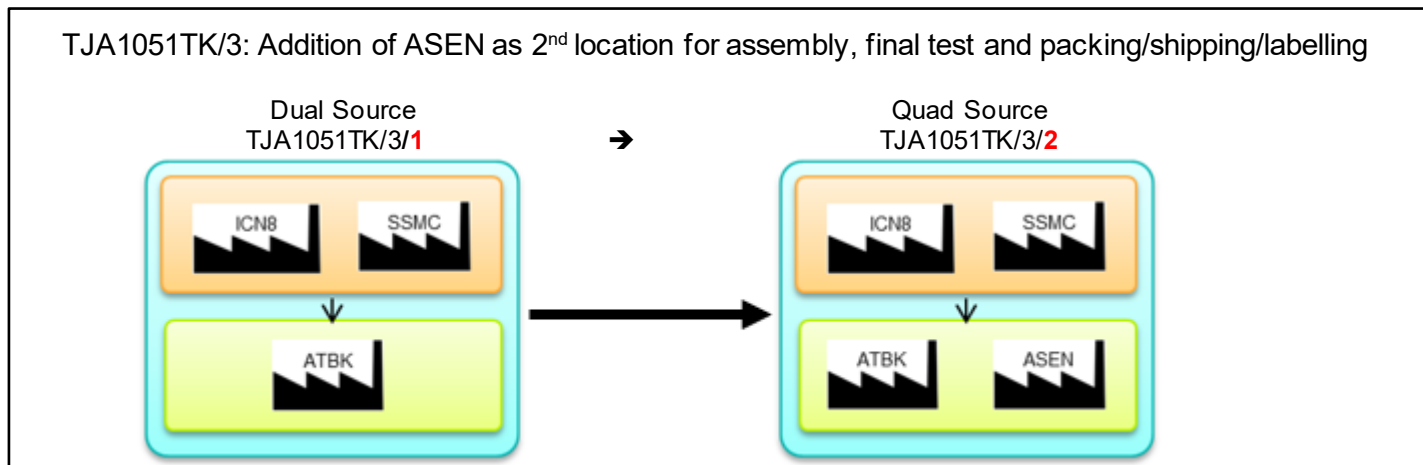 TJA1051TK/3: Addition of ASEN as 2nd location for assembly, final test and packing/shipping/labelling
Dual Source
TJA1051TK/3/1
➔
Quad Source
TJA1051TK/3/2
ICN8
SSMC
ATBK
ICN8
SSMC
ATBK
ASEN